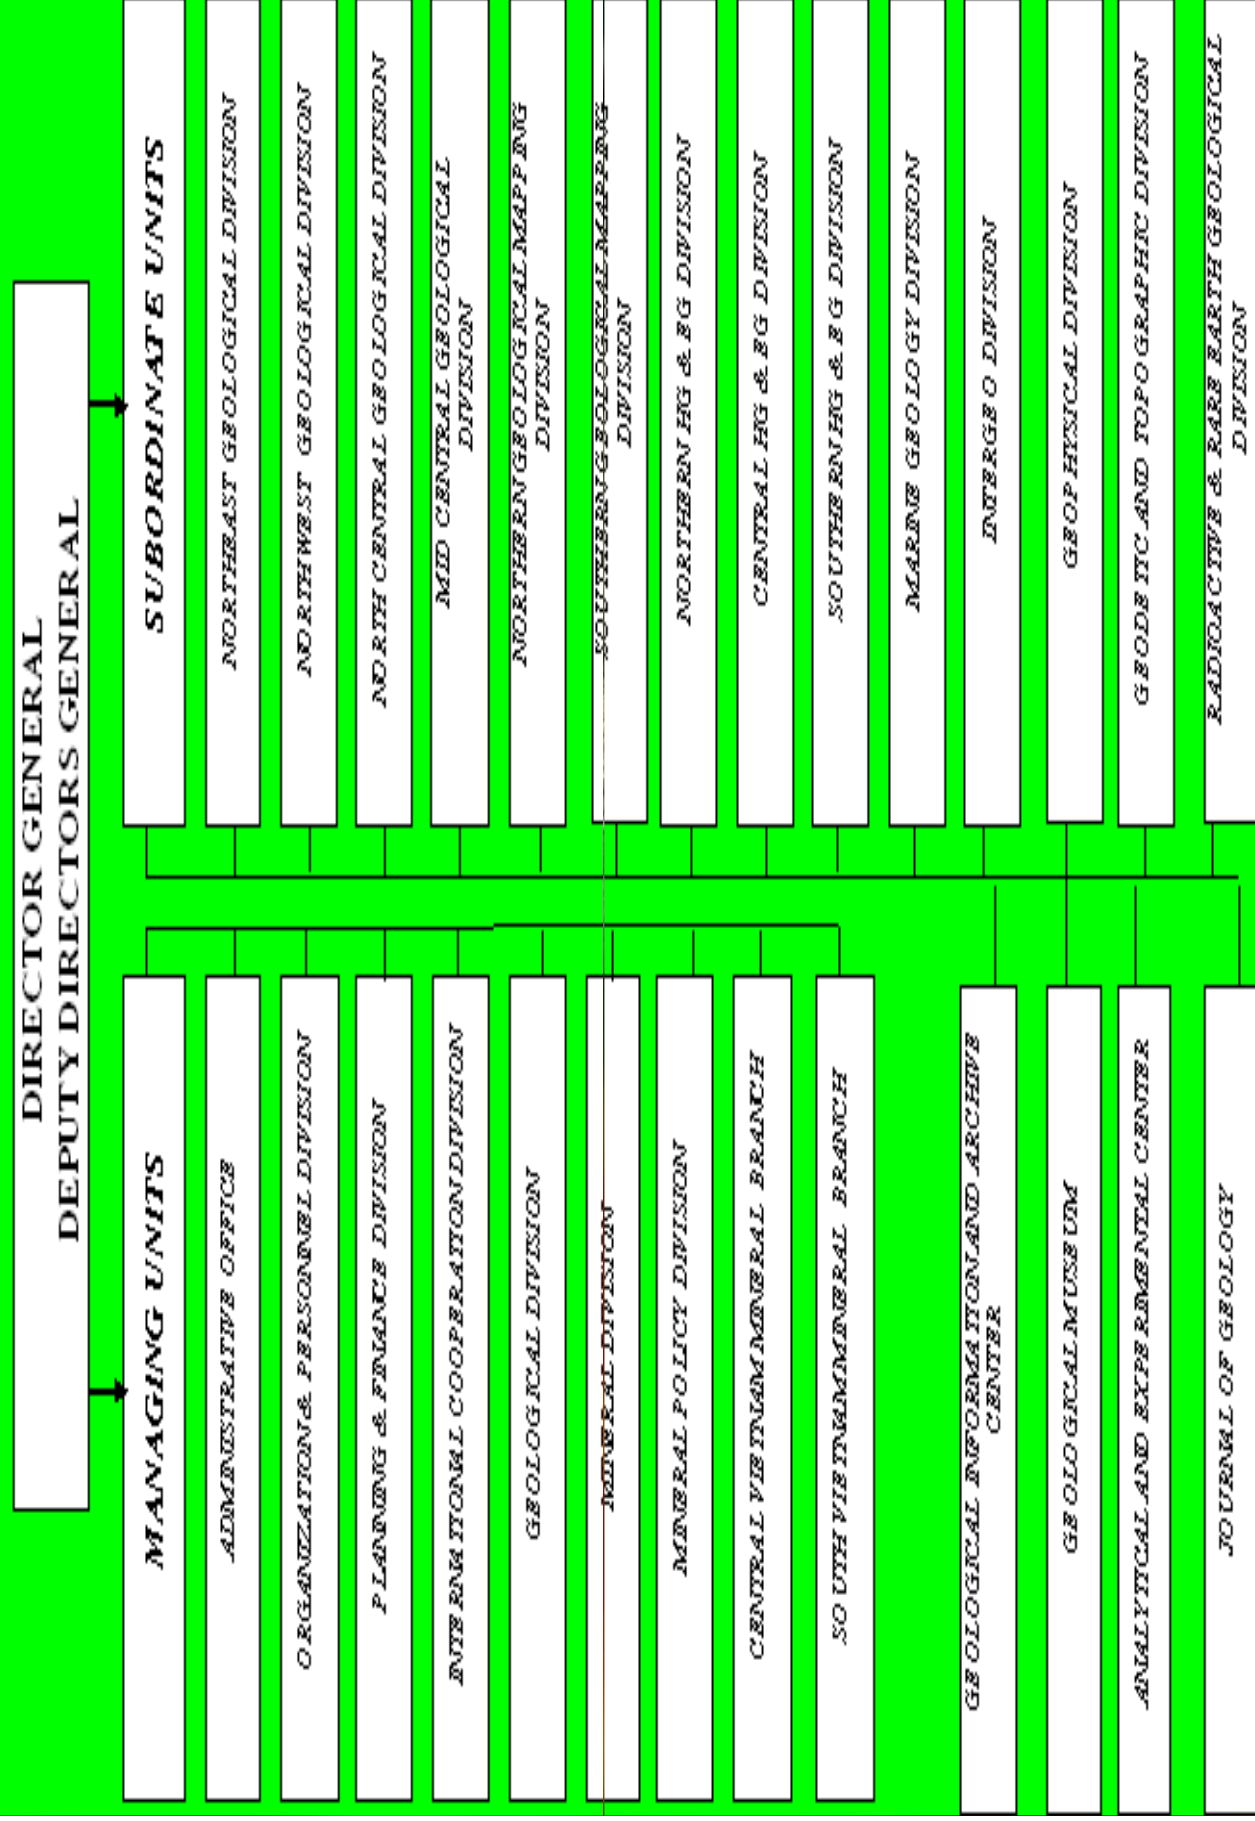 DIRECTOR GENERAL
DEPUTY DIRECTORS GENERAL
MANAGING UNITS
ADMINISTRATIVE OFFICE
ORGANIZATION & PERSONNEL DIVISION
PLANNING & FINANCE DIVISION
INTERNATIONAL COOPERATION DIVISION
GEOLOGICAL DIVISION
MINERAL DIVISION
MINERAL POLICY DIVISION
CENTRAL VIETNAM MINERAL BRANCH
SOUTH VIETNAM MINERAL BRANCH
SUBORDINATE UNITS
NORTHEAST GEOLOGICAL DIVISION
NORTHWEST GEOLOGICAL DIVISION
NORTH CENTRAL GEOLOGICAL DIVISION
MID CENTRAL GEOLOGICAL
DIVISION
NORTHERN GEOLOGICAL MAPPING
DIVISION
SOUTHERN GEOLOGICAL MAPPING
DIVISION
NORTHERN HG & EG DIVISION
CENTRAL HG & EG DIVISION
SOUTHERN HG & EG DIVISION
MARINE GEOLOGY DIVISION
INTERGEO DIVISION
GEOPHYSICAL DIVISION
GEODETIC AND TOPOGRAPHIC DIVISION
RADIOACTIVE & RARE EARTH GEOLOGICAL
DIVISION
GEOLOGICAL INFORMATION AND ARCHIVE
CENTER
GEOLOGICAL MUSEUM
ANALYTICAL AND EXPERIMENTAL CENTER
JOURNAL OF GEOLOGY